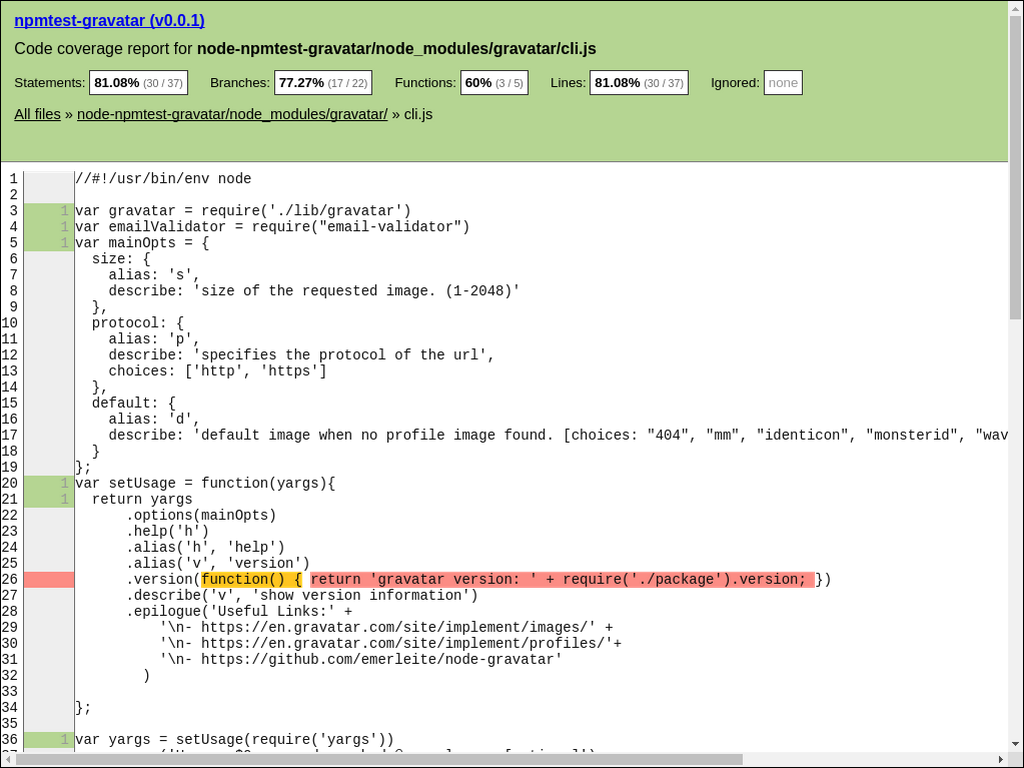 npmtest-gravatar (v0.0.1)
Code coverage report for node-npmtest-gravatar/node_modules/gravatar/cli.js
Statements: 81.08% (30 / 37) Branches: 77.27% (17 / 22) Functions: 60% (3 / 5) Lines: 81.08% (30 / 37) Ignored: none
All files » node-npmtest-gravatar/node_modules/gravatar/ » cli.js
1 //#!/usr/bin/env node
2
3 1 var gravatar = require('./lib/gravatar')
4 1 var emailValidator = require("email-validator")
5 1 var mainOpts = {
6 size: {
7 alias: 's',
8 describe: 'size of the requested image. (1-2048)'
9 },
10 protocol: {
11 alias: 'p',
12 describe: 'specifies the protocol of the url',
13 choices: ['http', 'https']
14 },
15 default: {
16 alias: 'd',
17 describe: 'default image when no profile image found. [choices: "404", "mm", "identicon", "monsterid", "wav
18 }
19 };
20 1 var setUsage = function(yargs){
21 1 return yargs
22 .options(mainOpts)
23 .help('h')
24 .alias('h', 'help')
25 .alias('v', 'version')
26 .version(function() { return 'gravatar version: ' + require('./package').version; })
27 .describe('v', 'show version information')
28 .epilogue('Useful Links:' +
29 '\n- https://en.gravatar.com/site/implement/images/' +
30 '\n- https://en.gravatar.com/site/implement/profiles/'+
31 '\n- https://github.com/emerleite/node-gravatar'
32 )
33
34 };
35
36 1 var yargs = setUsage(require('yargs'))